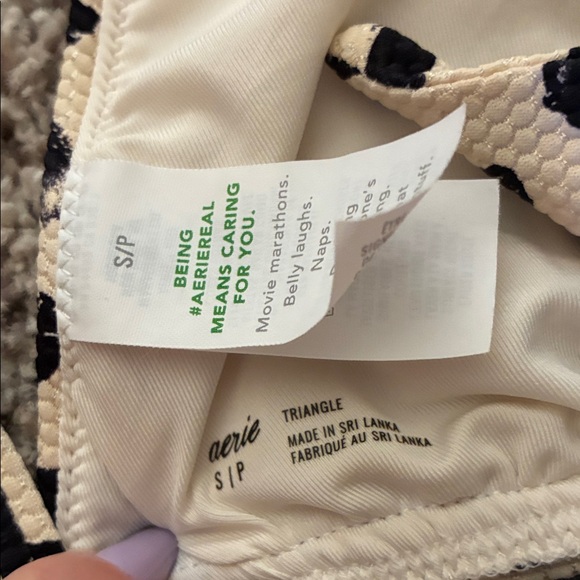 S/P
BEING
#AERIEREAL
MEANS CARING
FOR YOU.
Movie marathons.
Belly laughs.
Naps.
one's
aerie
S|P
TRIANGLE
MADE IN SRI LANKA
FABRIQUÉ AU SRI LANKA